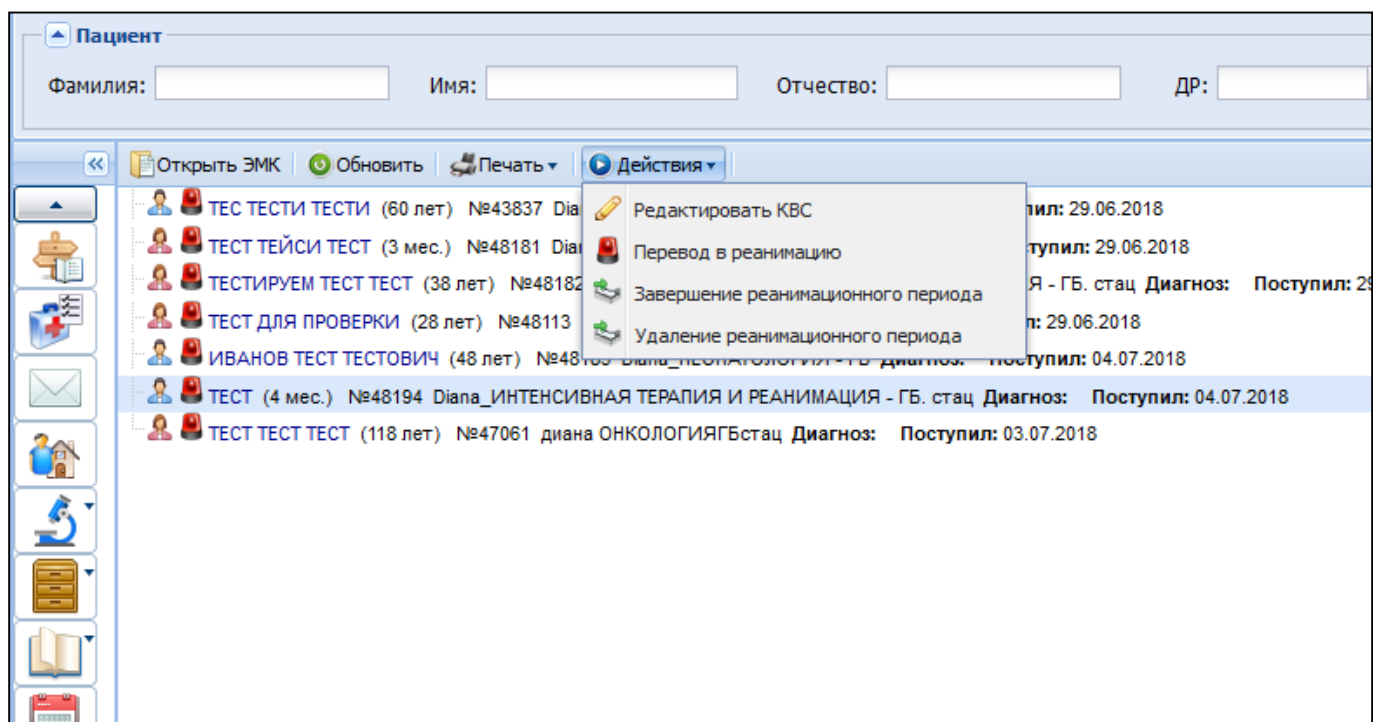 Пациент
Фамилия: Имя: Отчество: ДР:
Открыть ЭМК Обновить Печать Действия
ТЕС ТЕСТИ ТЕСТИ (60 лет) №43837 29.06.2018
Редактировать КВС
ТЕСТ ТЕЙСИ ТЕСТ (3 мес.) №48181 29.06.2018
Перевод в реанимацию
ТЕСТИРУЕМ ТЕСТ ТЕСТ (38 лет) №48182 - ГБ. стац Диагноз: Поступил:
Завершение реанимационного периода
ТЕСТ ДЛЯ ПРОВЕРКИ (28 лет) №48113 29.06.2018
Удаление реанимационного периода
ИВАНОВ ТЕСТ ТЕСТОВИЧ (48 лет) 04.07.2018
ТЕСТ (4 мес.) №48194 Diana_ИНТЕНСИВНАЯ ТЕРАПИЯ И РЕАНИМАЦИЯ - ГБ. стац Диагноз: Поступил: 04.07.2018
ТЕСТ ТЕСТ ТЕСТ (118 лет) №47061 диана ОНКОЛОГИЯГБстац Диагноз: Поступил: 03.07.2018